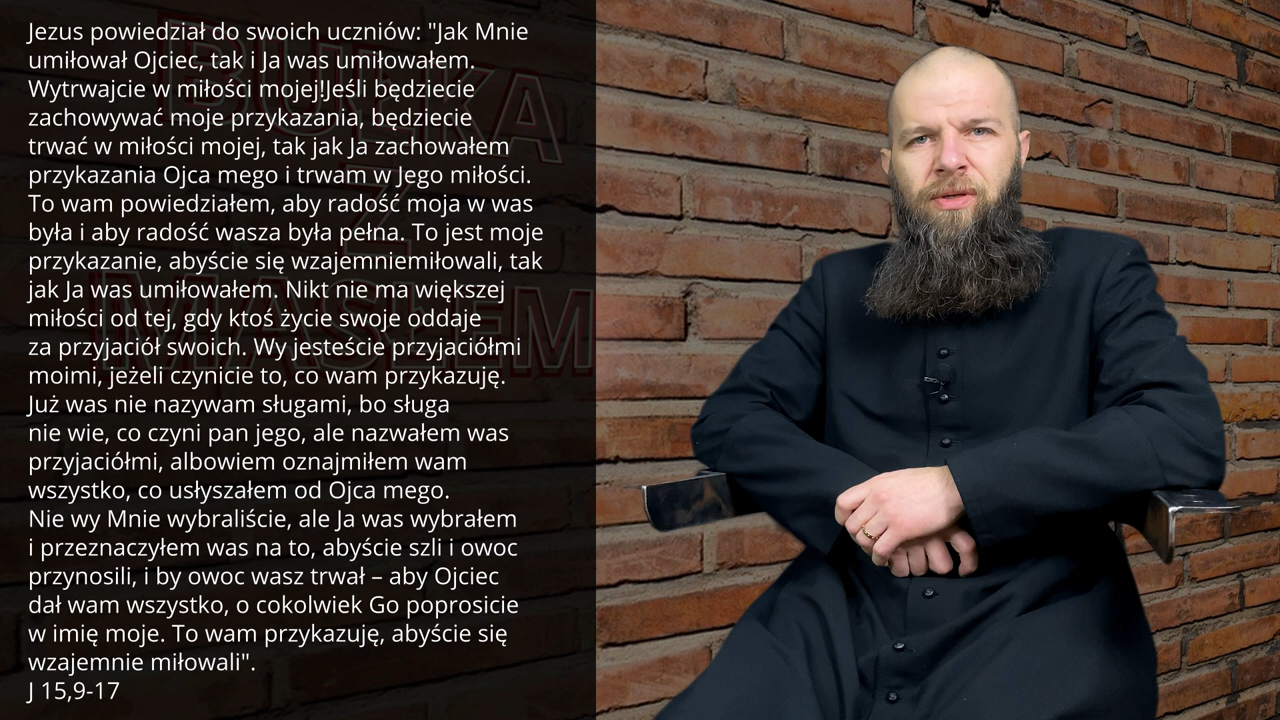 Jezus powiedział do swoich uczniów: "Jak Mnie
umiłował Ojciec, tak i Ja was umiłowałem.
Wytrwajcie w miłości mojej!Jeśli będziecie
zachowywać moje przykazania, będziecie
trwać w miłości mojej, tak jak Ja zachowałem
przykazania Ojca mego i trwam w Jego miłości.
To wam powiedziałem, aby radość moja w was
była i aby radość wasza była pełna. To jest moje
przykazanie, abyście się wzajemniemiłowali, tak
jak Ja was umiłowałem. Nikt nie ma większej
miłości od tej, gdy ktoś życie swoje oddaje
za przyjaciół swoich. Wy jesteście przyjaciółmi
moimi, jeżeli czynicie to, co wam przykazuję.
Już was nie nazywam sługami, bo sługa
nie wie, co czyni pan jego, ale nazwałem was
przyjaciółmi, albowiem oznajmiłem wam
wszystko, co usłyszałem od Ojca mego.
Nie wy Mnie wybraliście, ale Ja was wybrałem
i przeznaczyłem was na to, abyście szli i owoc
przynosili, i by owoc wasz trwał – aby Ojciec
dał wam wszystko, o cokolwiek Go poprosicie
w imię moje. To wam przykazuję, abyście się
wzajemnie miłowali".
J 15,9-17
BUŁKA
Z
MASŁEM